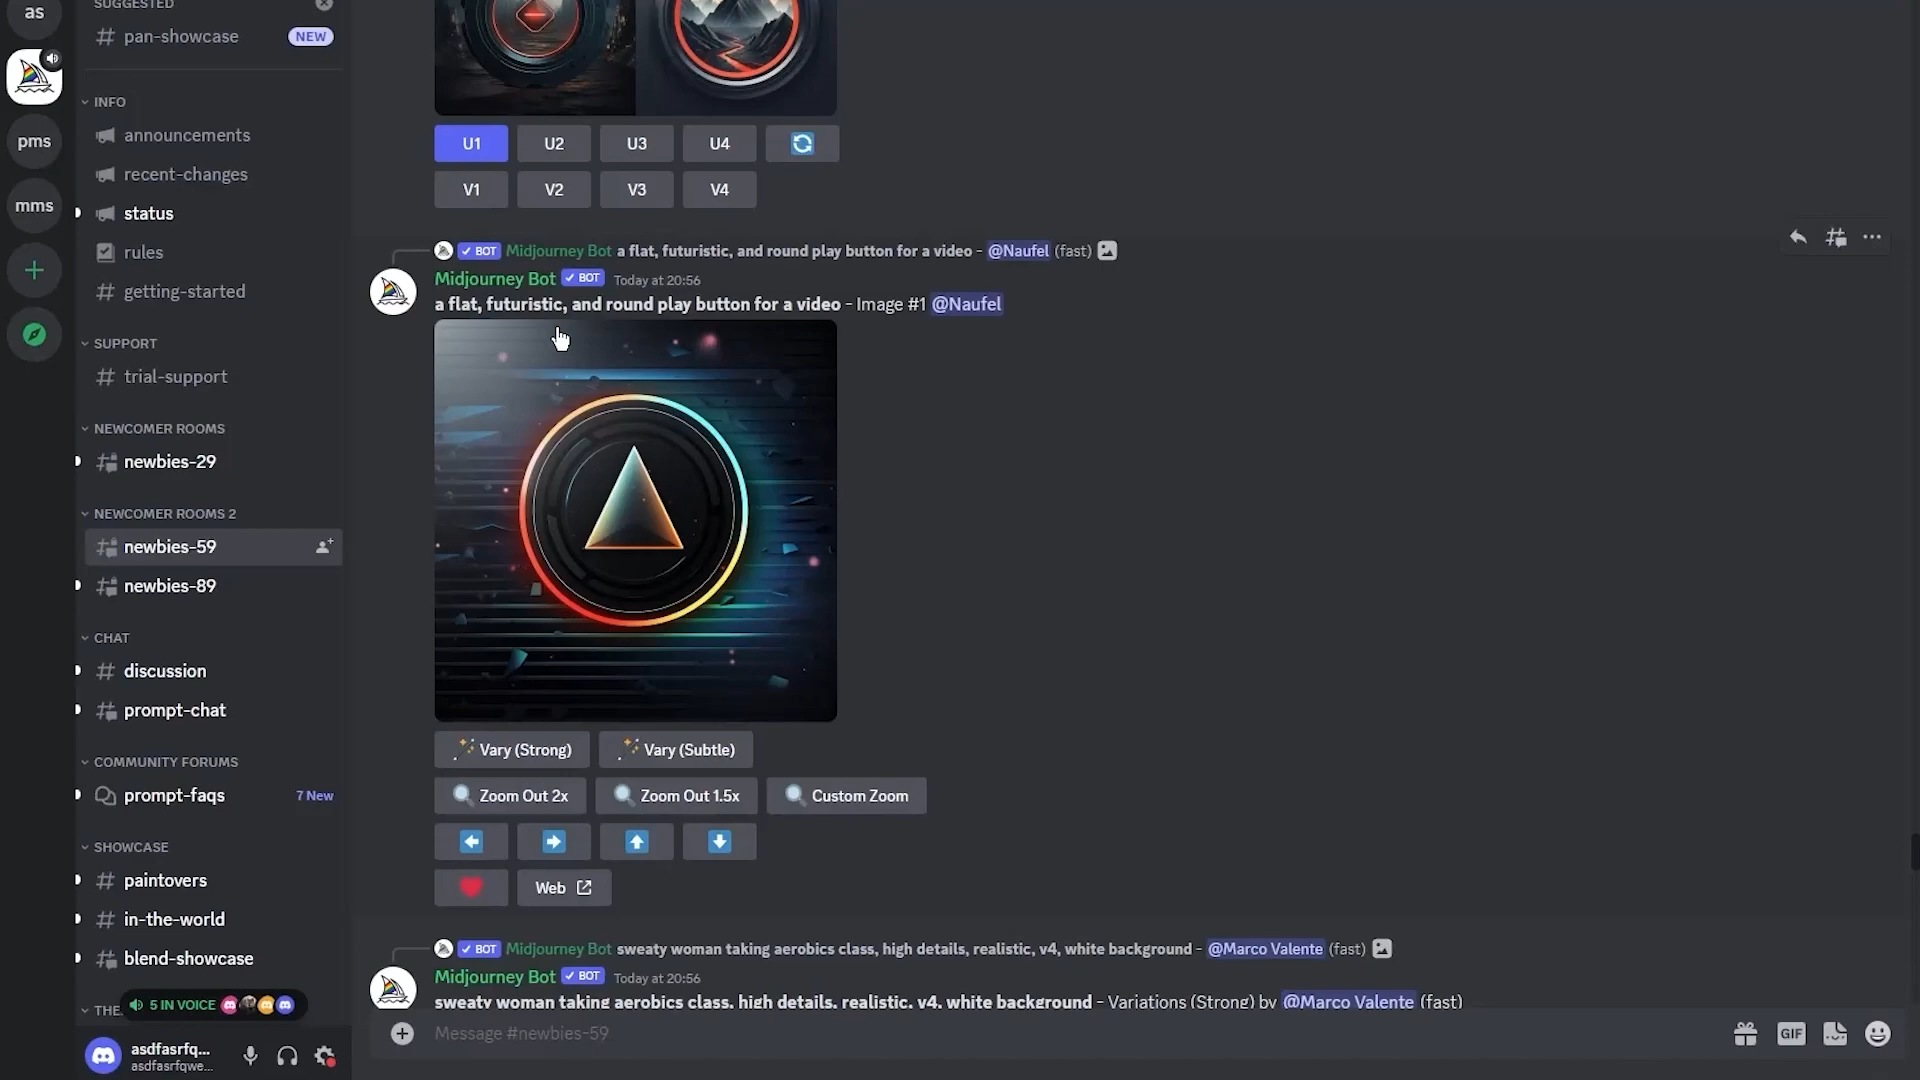 as
SUGGESTED
pan-showcase NEW
pms
mms
INFO
announcements
recent-changes
status
rules
getting-started
SUPPORT
trial-support
NEWCOMER ROOMS
newbies-29
NEWCOMER ROOMS 2
newbies-59
newbies-89
CHAT
discussion
prompt-chat
COMMUNITY FORUMS
prompt-faqs 7 New
SHOWCASE
paintovers
in-the-world
blend-showcase
THE
5 IN VOICE
asdfasrfq...
asdfasrfqwe...
U1 U2 U3 U4
V1 V2 V3 V4
BOT Midjourney Bot a flat, futuristic, and round play button for a video - @Naufel (fast)
Midjourney Bot BOT Today at 20:56
a flat, futuristic, and round play button for a video - Image #1 @Naufel
Vary (Strong) Vary (Subtle)
Zoom Out 2x Zoom Out 1.5x Custom Zoom
Web
BOT Midjourney Bot sweaty woman taking aerobics class, high details, realistic, v4, white background - @Marco Valente (fast)
Midjourney Bot BOT Today at 20:56
sweaty woman taking aerobics class, high details, realistic, v4, white background - Variations (Strong) by @Marco Valente (fast)
Message #newbies-59
GIF